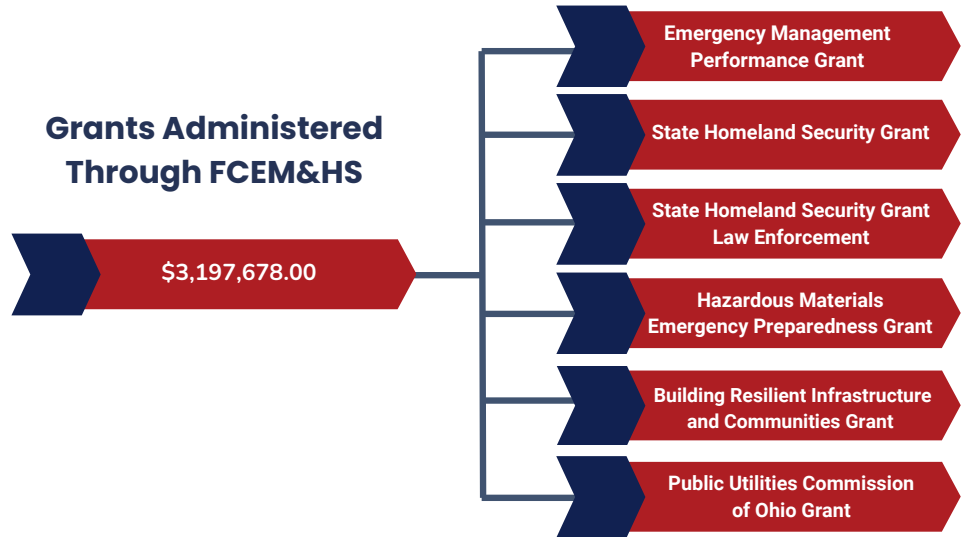 Grants Administered
Through FCEM&HS
$3,197,678.00
Emergency Management
Performance Grant
State Homeland Security Grant
State Homeland Security Grant
Law Enforcement
Hazardous Materials
Emergency Preparedness Grant
Building Resilient Infrastructure
and Communities Grant
Public Utilities Commission
of Ohio Grant